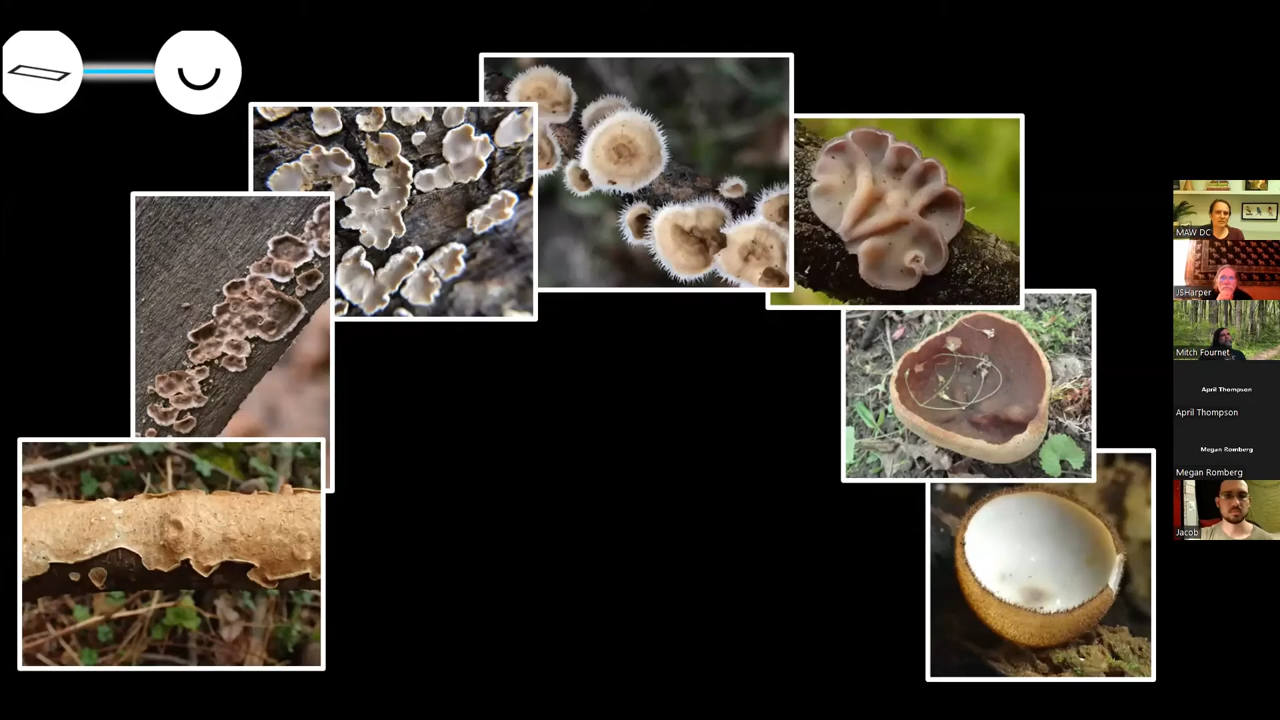 MAW DC
JSHarper
Mitch Fournet
April Thompson
April Thompson
Megan Romberg
Megan Romberg
Jacob